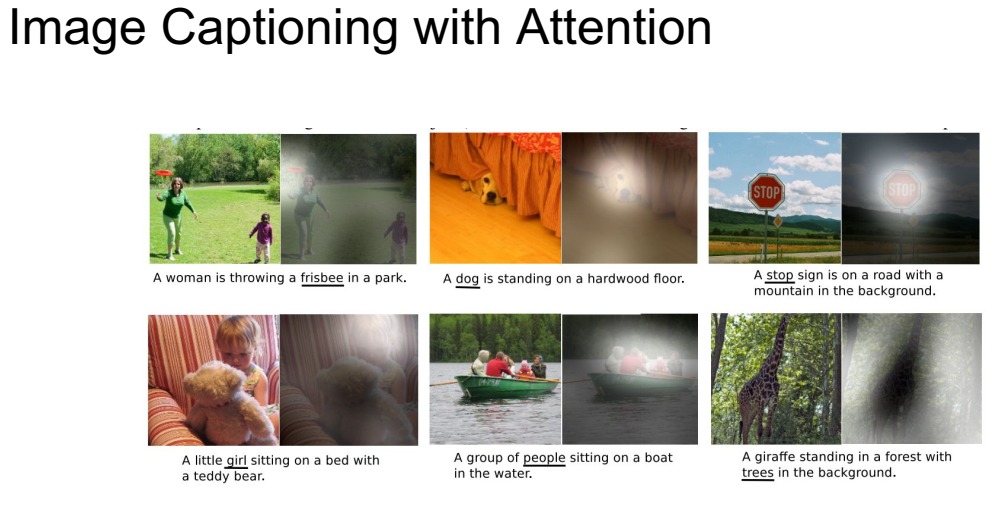 Image Captioning with Attention
STOP
STOP
A woman is throwing a frisbee in a park.
A dog is standing on a hardwood floor.
A stop sign is on a road with a
mountain in the background.
A little girl sitting on a bed with
a teddy bear.
A group of people sitting on a boat
in the water.
A giraffe standing in a forest with
trees in the background.